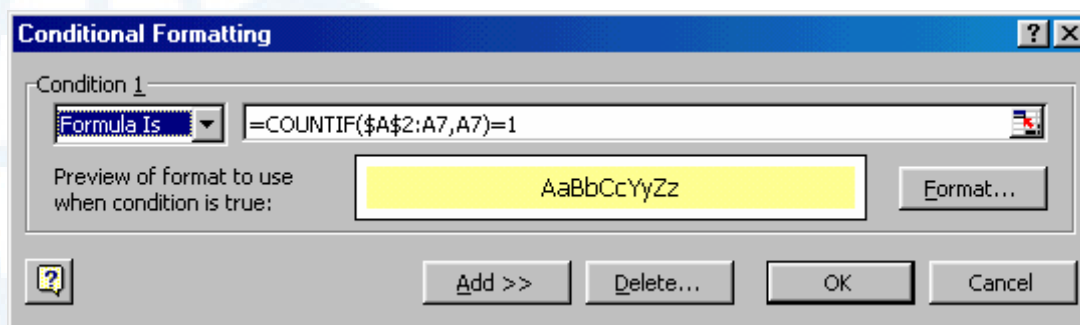 Conditional Formatting
Condition 1
Formula Is =COUNTIF($A$2:A7,A7)=1
Preview of format to use
when condition is true:
AaBbCcYyZz
Format...
Add >> Delete... OK Cancel